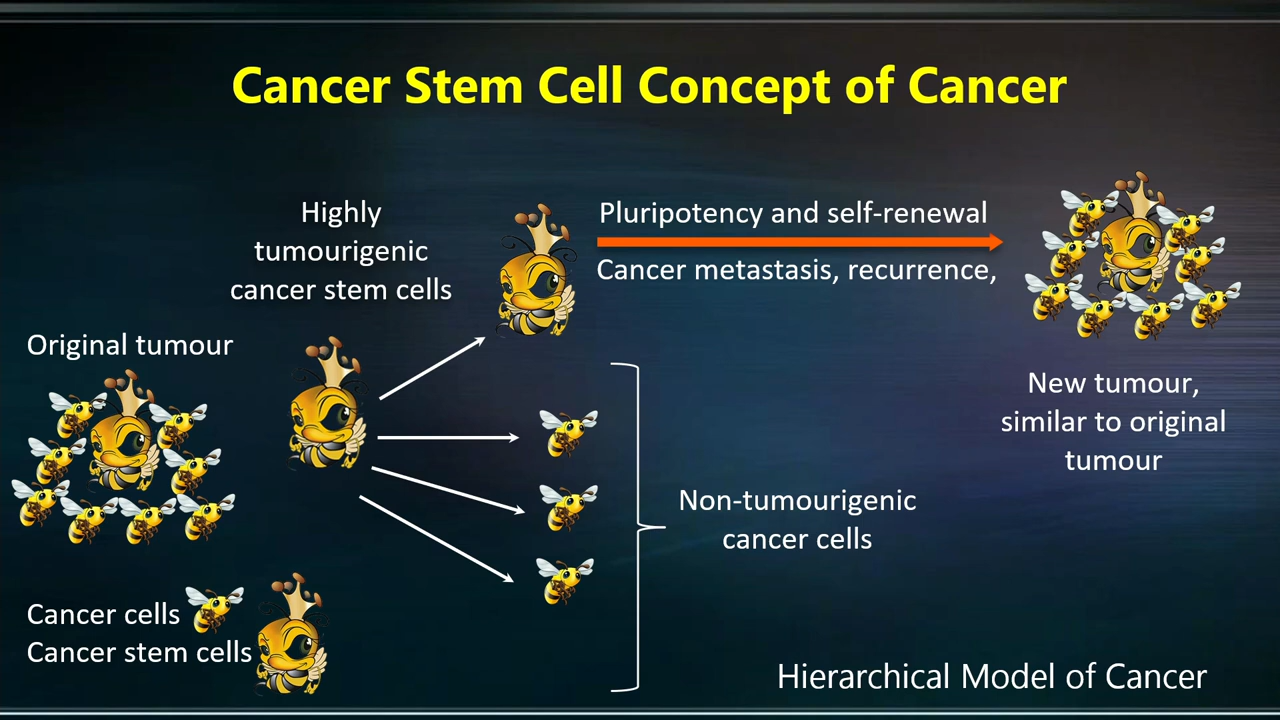 Cancer Stem Cell Concept of Cancer
Highly
tumourigenic
cancer stem cells
Pluripotency and self-renewal
Cancer metastasis, recurrence,
Original tumour
New tumour,
similar to original
tumour
Non-tumourigenic
cancer cells
Cancer cells
Cancer stem cells
Hierarchical Model of Cancer